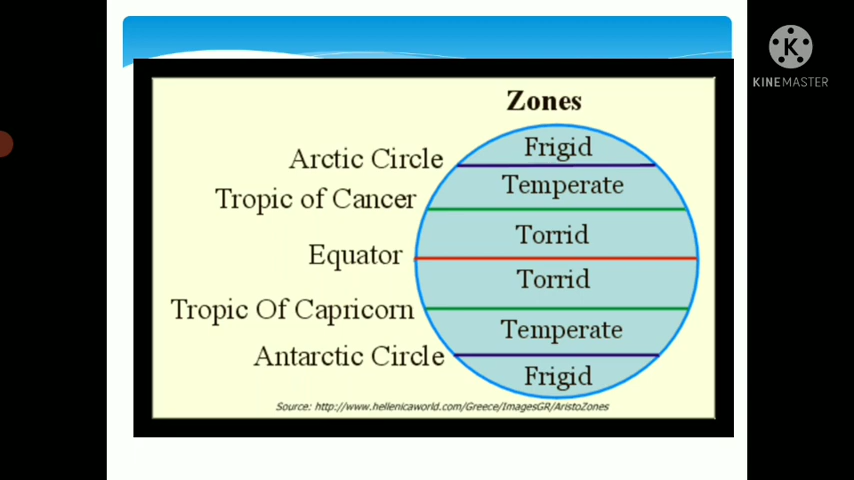 Zones
Arctic Circle
Frigid
Temperate
Tropic of Cancer
Torrid
Equator
Torrid
Tropic Of Capricorn
Temperate
Antarctic Circle
Frigid
Source: http://www.hellenicaworld.com/Greece/ImagesGR/AristoZones
K
KINEMASTER